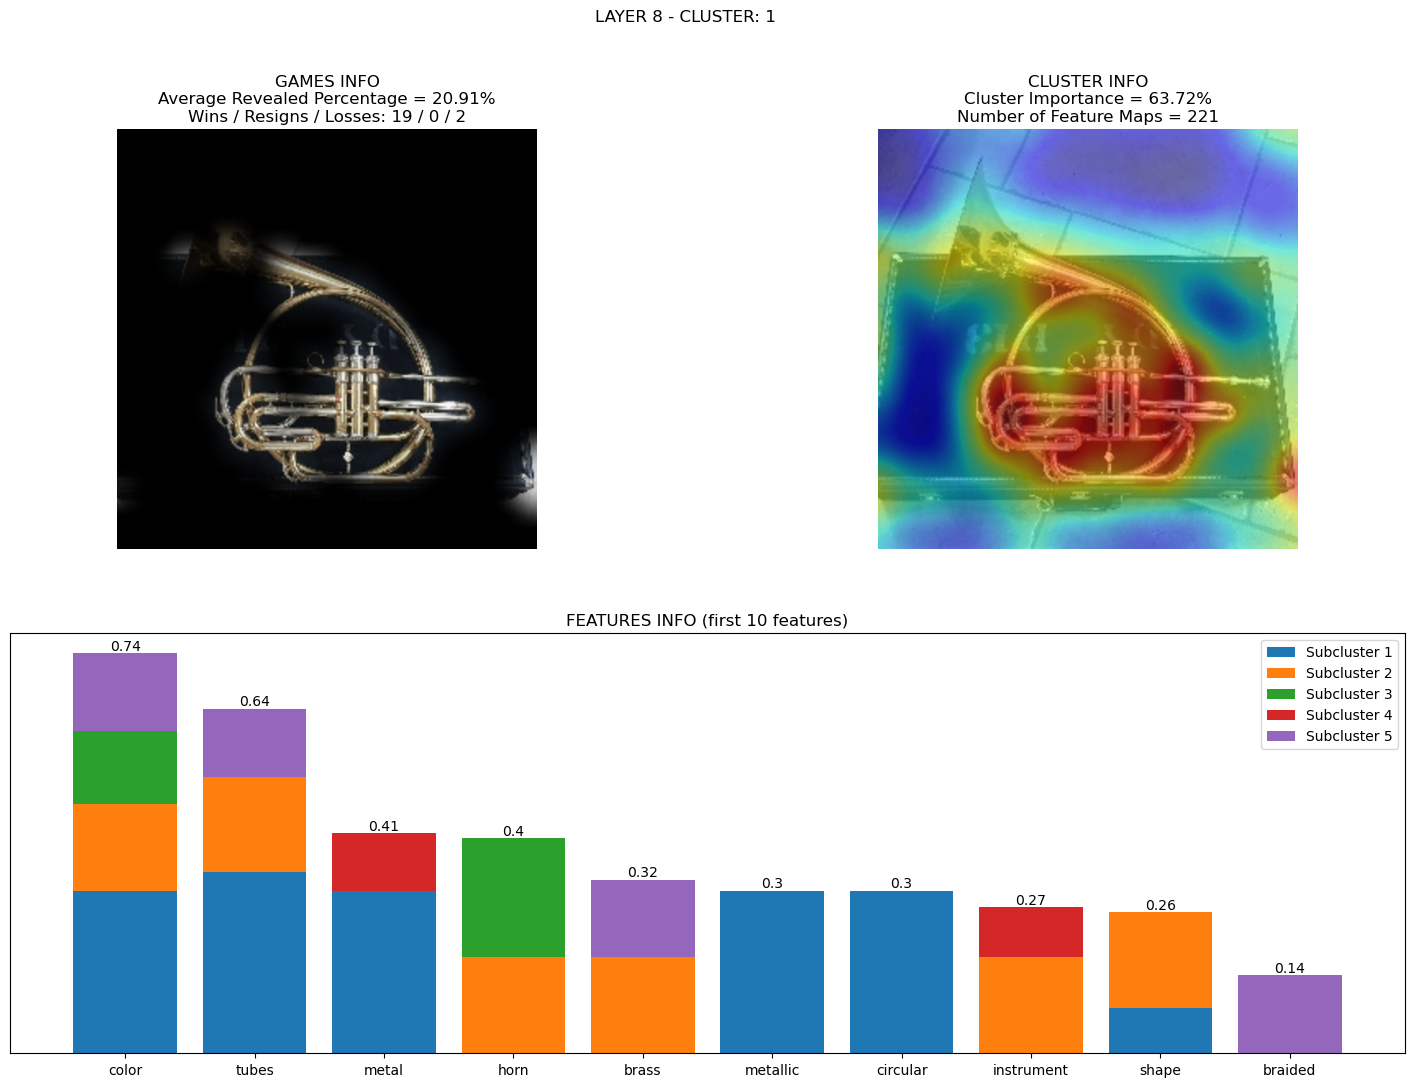 LAYER 8 - CLUSTER: 1
GAMES INFO
Average Revealed Percentage = 20.91%
Wins / Resigns / Losses: 19 / 0 / 2
CLUSTER INFO
Cluster Importance = 63.72%
Number of Feature Maps = 221
FEATURES INFO (first 10 features)
0.74
0.64
0.41
0.4
0.32
0.3
0.3
0.27
0.26
0.14
Subcluster 1
Subcluster 2
Subcluster 3
Subcluster 4
Subcluster 5
color
tubes
metal
horn
brass
metallic
circular
instrument
shape
braided